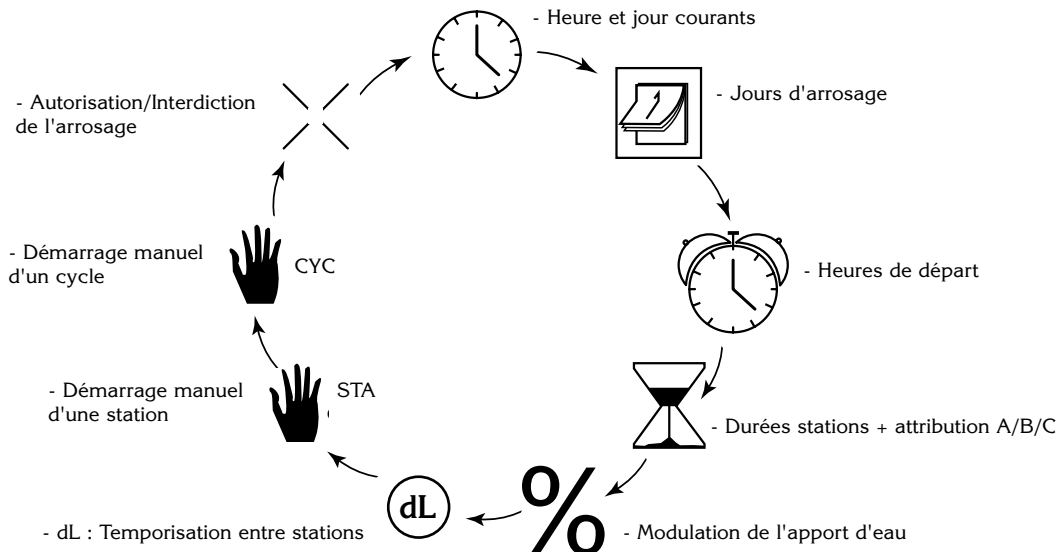 - Heure et jour courants
- Jours d'arrosage
- Heures de départ
- Durées stations + attribution A/B/C
%
- Modulation de l'apport d'eau
dL
- dL : Temporisation entre stations
STA
- Démarrage manuel
d'une station
CYC
- Démarrage manuel
d'un cycle
- Autorisation/Interdiction
de l'arrosage